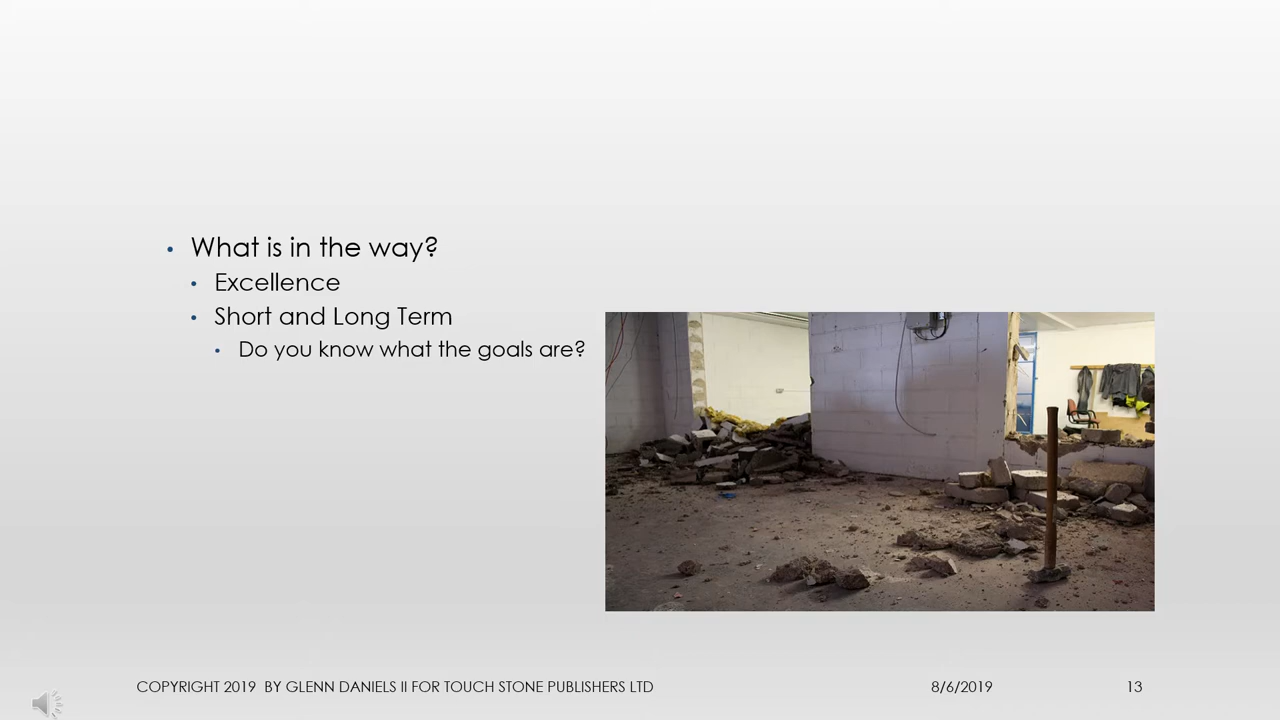 What is in the way?
Excellence
Short and Long Term
Do you know what the goals are?
COPYRIGHT 2019 BY GLENN DANIELS II FOR TOUCH STONE PUBLISHERS LTD
8/6/2019
13